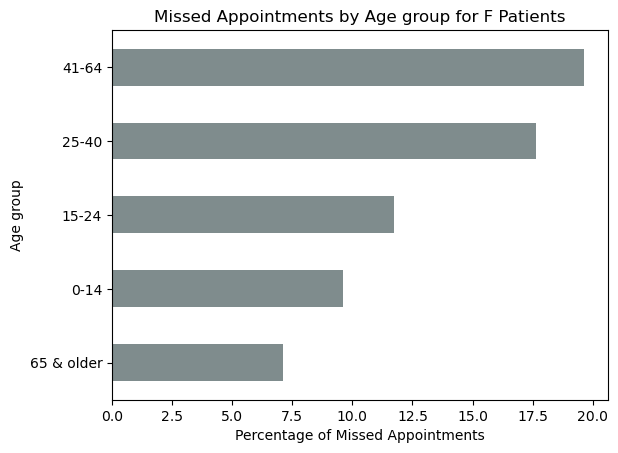 Missed Appointments by Age group for F Patients
41-64
25-40
15-24
0-14
65 & older
Age group
0.0 2.5 5.0 7.5 10.0 12.5 15.0 17.5 20.0
Percentage of Missed Appointments